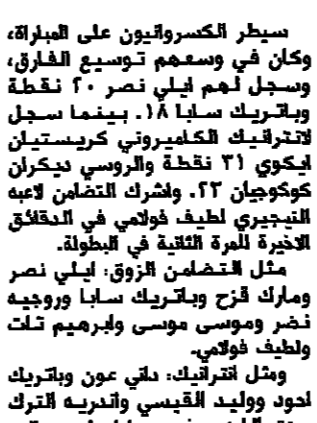 سيطر الكسروانيون على المباراة،
وكان في وسعهم توسيع الفارق،
وسجل لهم ايلي نصر ٢٠ نقطة
وباتريك سابا ١٨. بينما سجل
لانترانيك الكاميروني كريستيان
ايكوي ٣١ نقطة والروسي ديكران
كوكوجيان ٢٢. واشرك التضامن لاعبه
النيجيري لطيف فولامي في الدقائق
الاخيرة للمرة الثانية في البطولة.
مثل التضامن الزوق: ايلي نصر
ومارك قزح وباتريك سابا وروجيه
نضر وموسى موسى وابرهيم تات
ولطيف فولامي.
ومثل انترانيك: داني عون وباتريك
لحود ووليد القيسي واندريه الترك